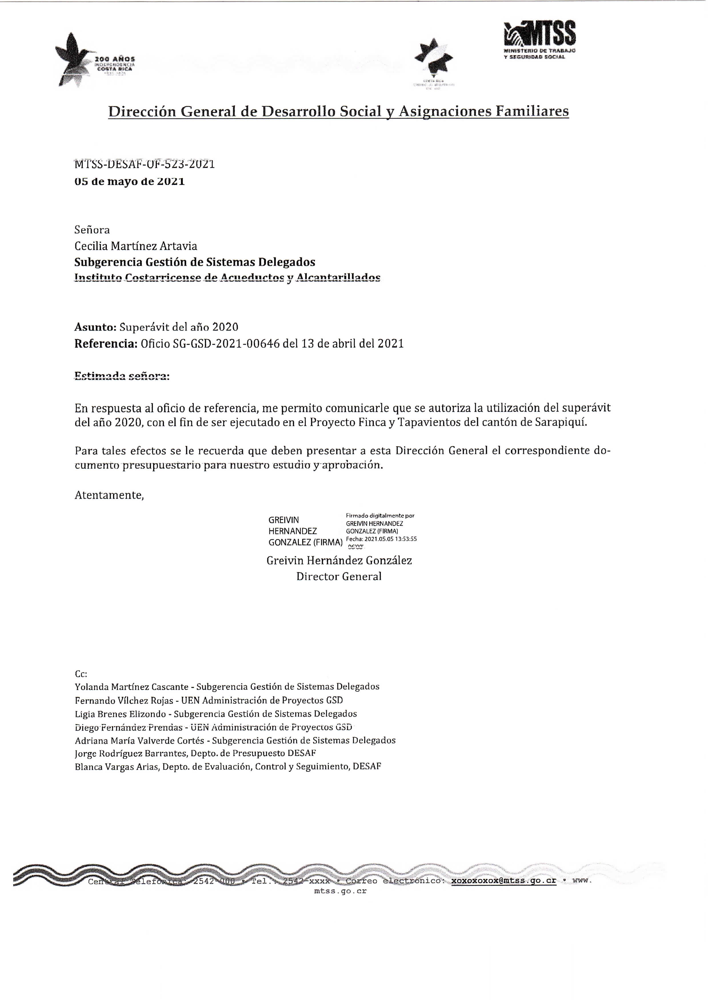 200 AÑOS
INDEPENDENCIA
COSTA RICA
MTSS
MINISTERIO DE TRABAJO
Y SEGURIDAD SOCIAL
COSTA RICA
Dirección General de Desarrollo Social y Asignaciones Familiares
MTSS-DESAF-OF-523-2021
05 de mayo de 2021
Señora
Cecilia Martínez Artavia
Subgerencia Gestión de Sistemas Delegados
Instituto Costarricense de Acueductos y Alcantarillados
Asunto: Superávit del año 2020
Referencia: Oficio SG-GSD-2021-00646 del 13 de abril del 2021
Estimada señora:
En respuesta al oficio de referencia, me permito comunicarle que se autoriza la utilización del superávit
del año 2020, con el fin de ser ejecutado en el Proyecto Finca y Tapavientos del cantón de Sarapiquí.
Para tales efectos se le recuerda que deben presentar a esta Dirección General el correspondiente do-
cumento presupuestario para nuestro estudio y aprobación.
Atentamente,
GREIVIN
HERNANDEZ
GONZALEZ (FIRMA)
Firmado digitalmente por
GREIVIN HERNANDEZ
GONZALEZ (FIRMA)
Fecha: 2021.05.05 13:53:55
06'00'
Greivin Hernández González
Director General
Cc:
Yolanda Martínez Cascante - Subgerencia Gestión de Sistemas Delegados
Fernando Vílchez Rojas - UEN Administración de Proyectos GSD
Ligia Brenes Elizondo - Subgerencia Gestión de Sistemas Delegados
Diego Fernández Prendas - UEN Administración de Proyectos GSD
Adriana María Valverde Cortés - Subgerencia Gestión de Sistemas Delegados
Jorge Rodríguez Barrantes, Depto. de Presupuesto DESAF
Blanca Vargas Arias, Depto. de Evaluación, Control y Seguimiento, DESAF
Central Telefónica: 2542-000 • Tel.: 2542-xxxx • Correo electrónico: xoxoxoxox@mtss.go.cr • www.
mtss.go.cr